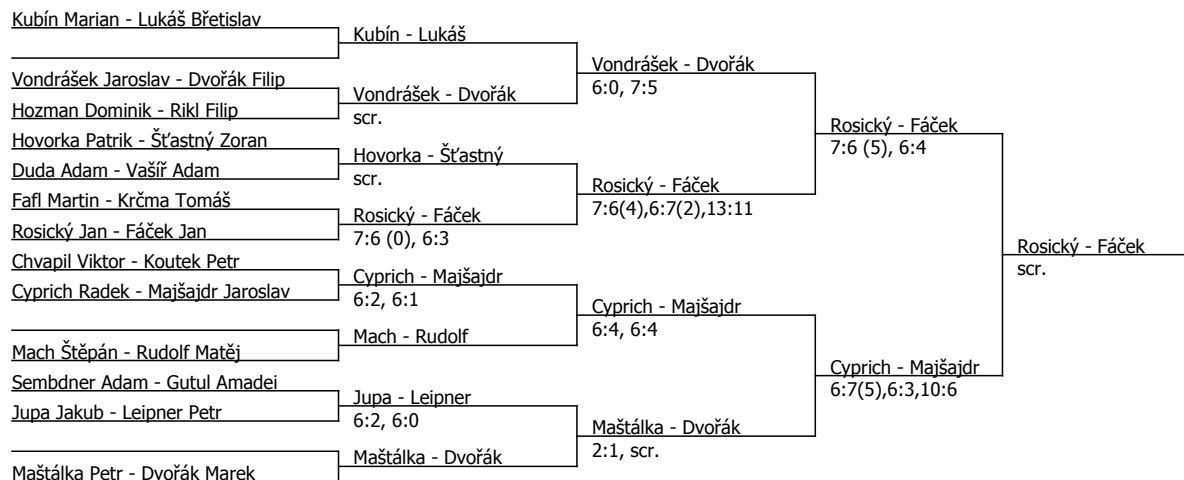 Kubín Marian - Lukáš Břetislav
Vondrášek Jaroslav - Dvořák Filip
Hozman Dominik - Rikl Filip
Hovorka Patrik - Šťastný Zoran
Duda Adam - Vašíř Adam
Fafl Martin - Krčma Tomáš
Rosický Jan - Fáček Jan
Chvapil Viktor - Koutek Petr
Cyprich Radek - Majšajdr Jaroslav
Mach Štěpán - Rudolf Matěj
Sembdner Adam - Gutul Amadei
Jupa Jakub - Leipner Petr
Maštálka Petr - Dvořák Marek
Kubín - Lukáš
Vondrášek - Dvořák
scr.
Hovorka - Šťastný
scr.
Rosický - Fáček
7:6 (0), 6:3
Cyprich - Majšajdr
6:2, 6:1
Mach - Rudolf
Jupa - Leipner
6:2, 6:0
Maštálka - Dvořák
Vondrášek - Dvořák
6:0, 7:5
Rosický - Fáček
7:6(4),6:7(2),13:11
Cyprich - Majšajdr
6:4, 6:4
Maštálka - Dvořák
2:1, scr.
Rosický - Fáček
7:6 (5), 6:4
Cyprich - Majšajdr
6:7(5),6:3,10:6
Rosický - Fáček
scr.